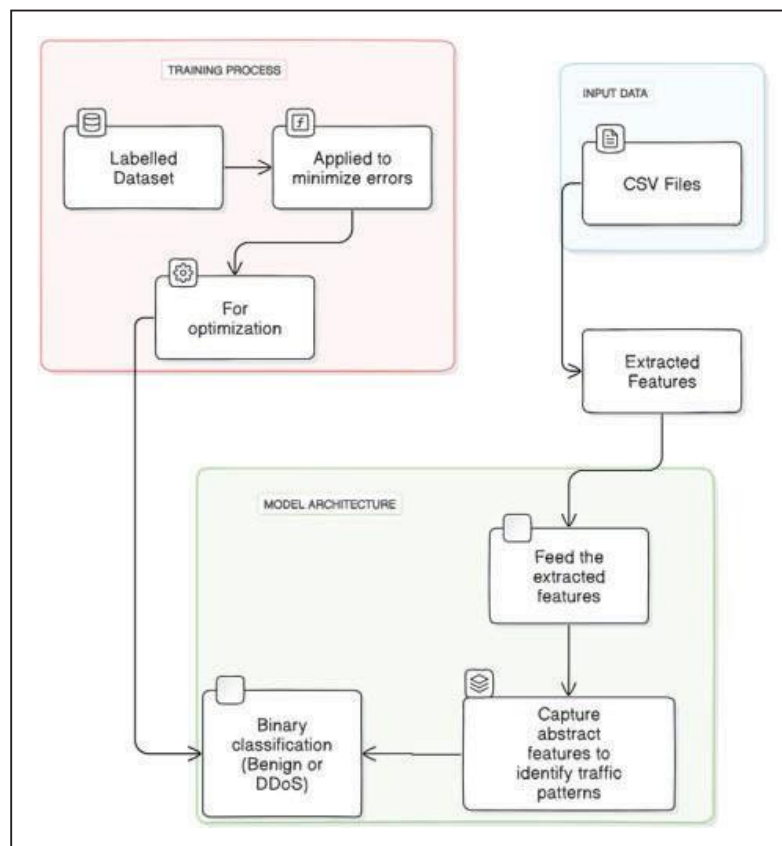 TRAINING PROCESS
Labelled
Dataset
f
Applied to
minimize errors
For
optimization
INPUT DATA
CSV Files
Extracted
Features
MODEL ARCHITECTURE
Feed the
extracted
features
Capture
abstract
features to
identify traffic
patterns
Binary
classification
(Benign or
DDoS)